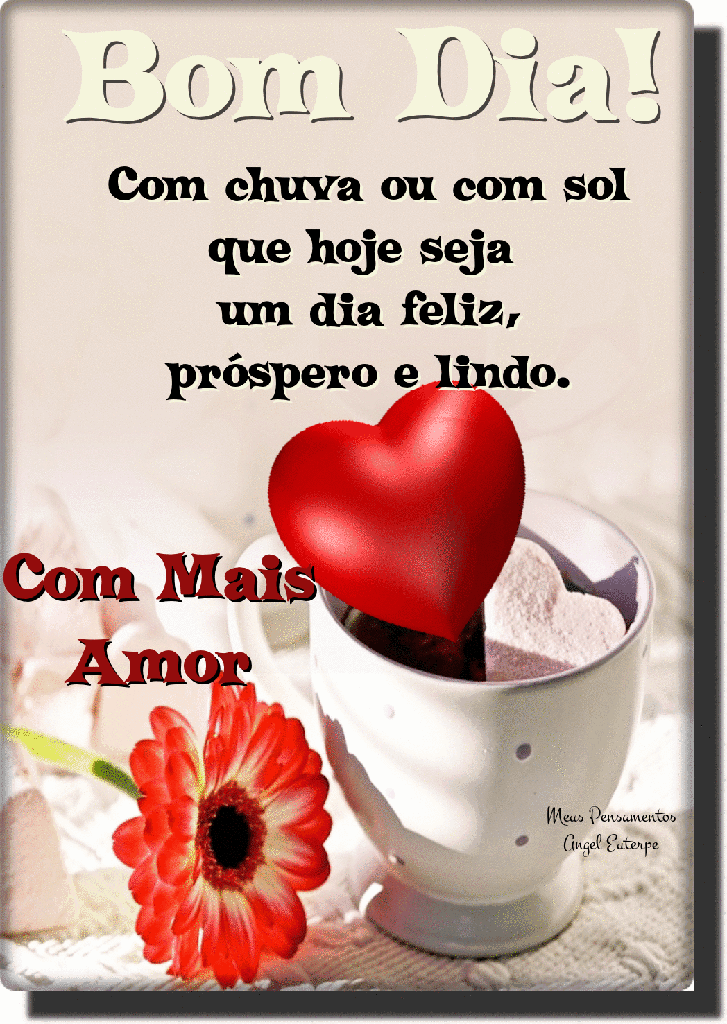 Bom Dia!
Com chuva ou com sol
que hoje seja
um dia feliz,
próspero e lindo.
Com Mais
Amor
Meus Pensamentos
Angel Euterpe